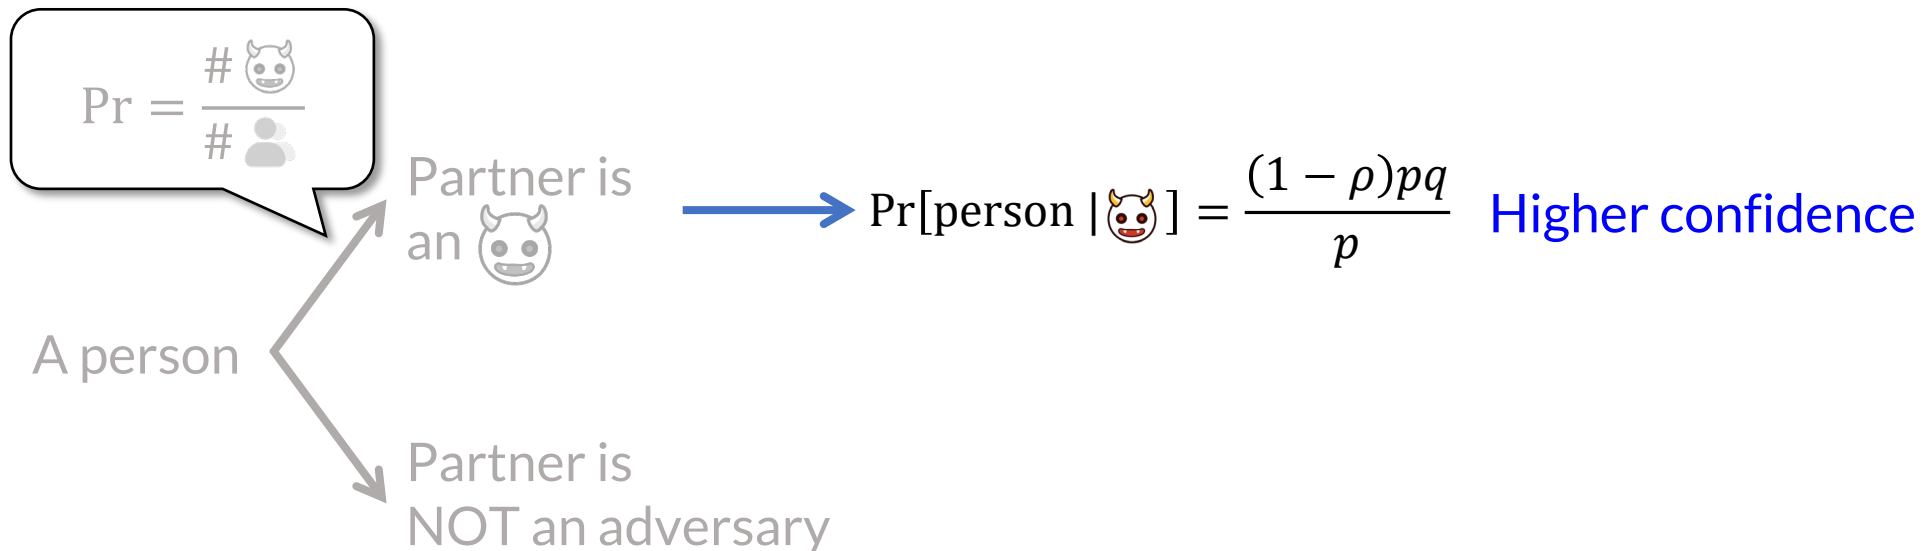 Pr = # 😈 / # 👥
Partner is
an 😈
Pr[person | 😈 ] = (1 − ρ)pq / p
Higher confidence
A person
Partner is
NOT an adversary